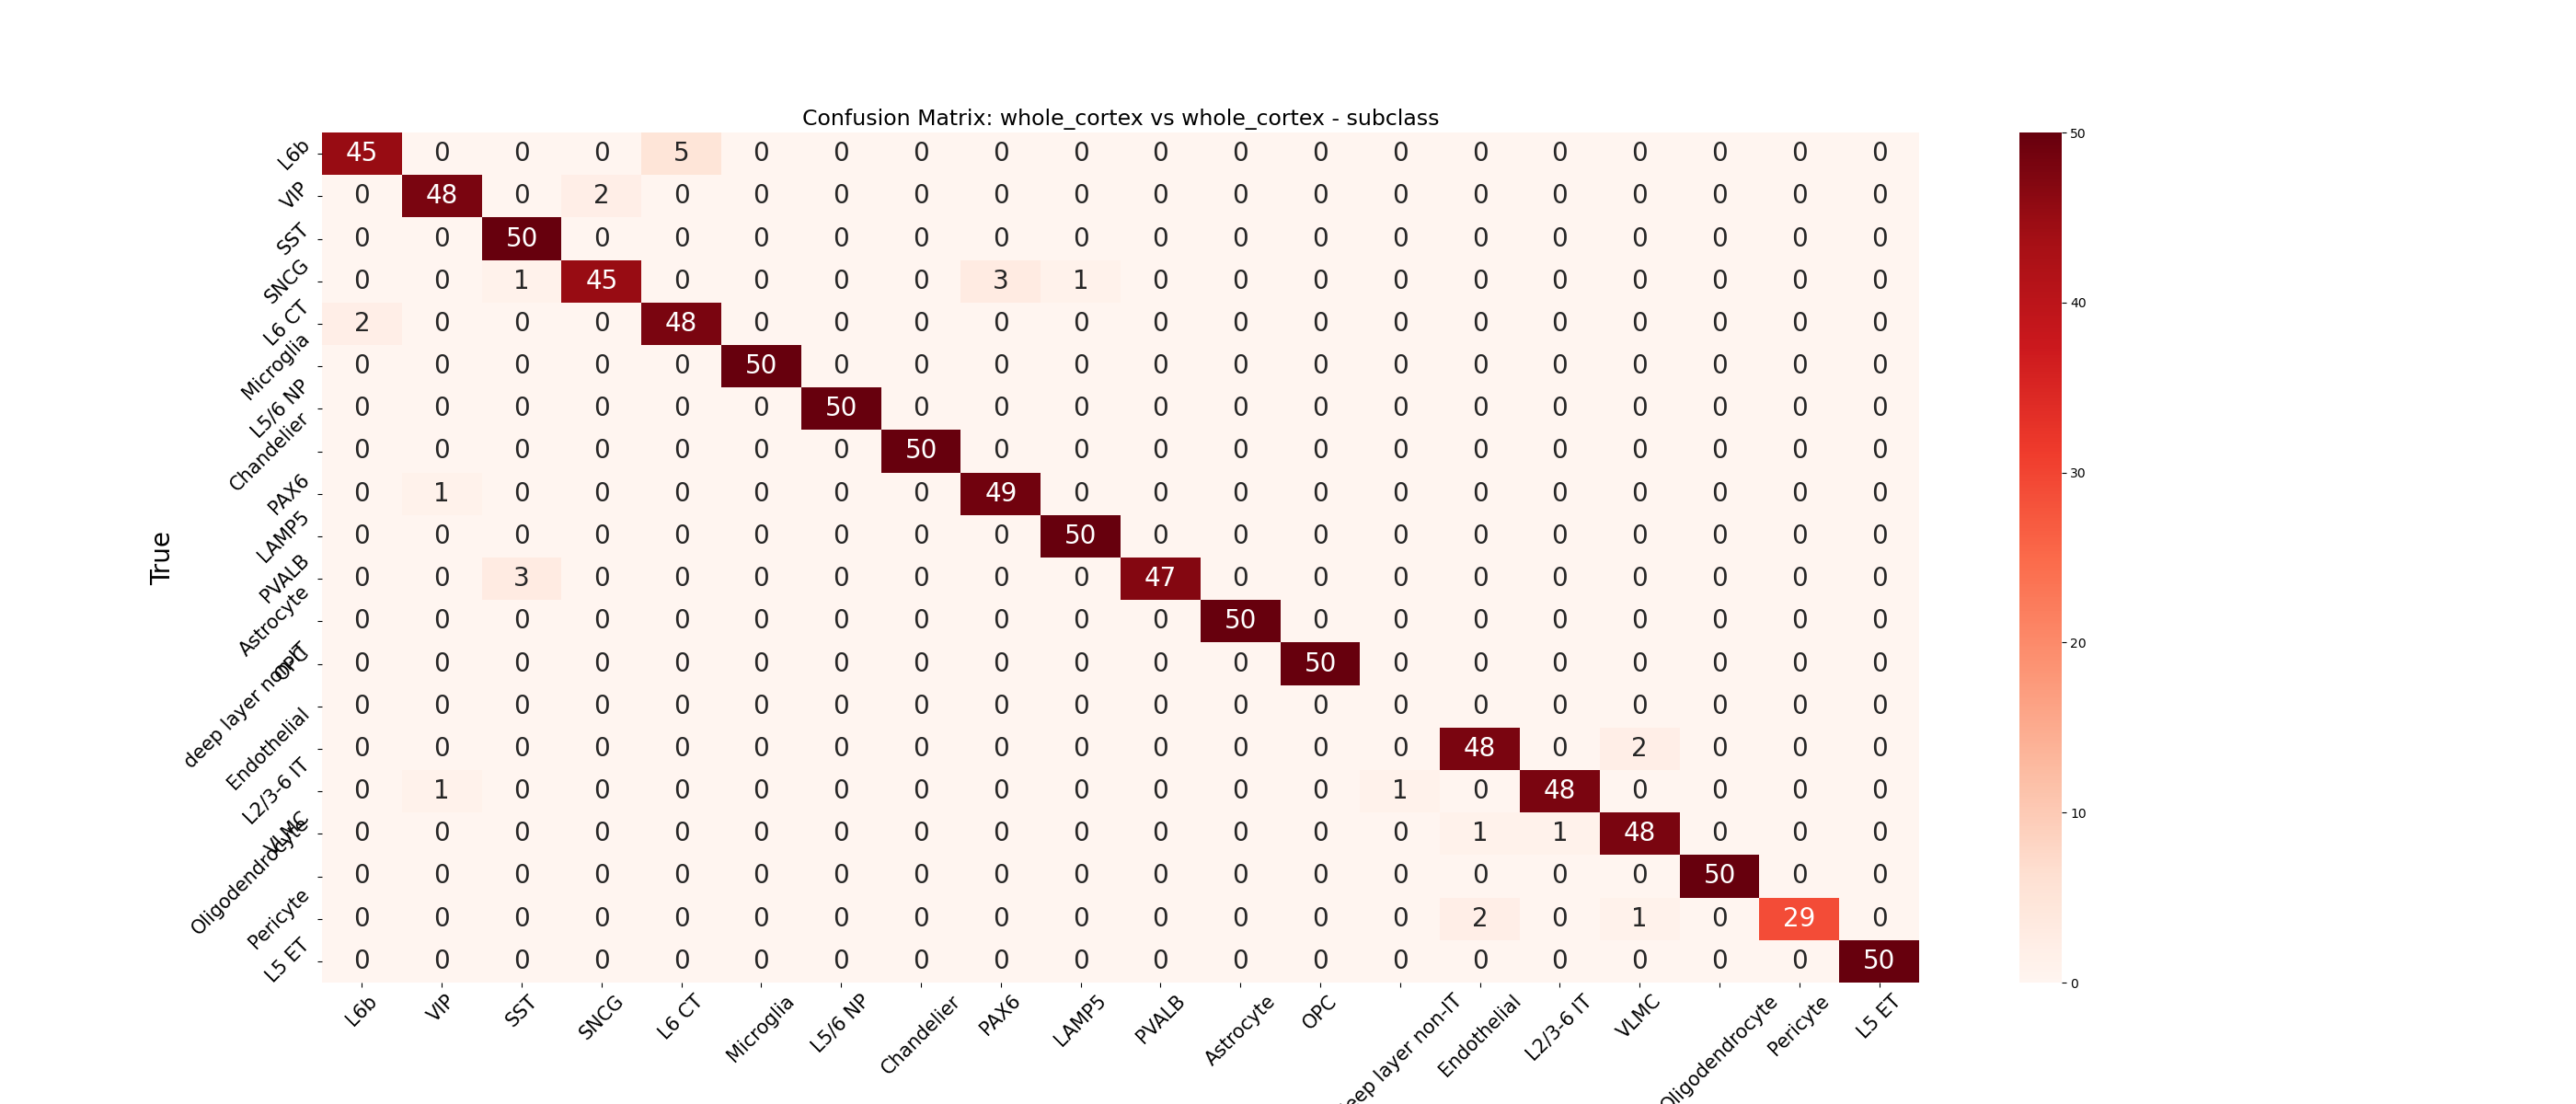 Confusion Matrix: whole_cortex vs whole_cortex - subclass
True
L6b 45 0 0 0 5 0 0 0 0 0 0 0 0 0 0 0 0 0 0 0
VIP 0 48 0 2 0 0 0 0 0 0 0 0 0 0 0 0 0 0 0 0
SST 0 0 50 0 0 0 0 0 0 0 0 0 0 0 0 0 0 0 0 0
SNCG 0 0 1 45 0 0 0 0 3 1 0 0 0 0 0 0 0 0 0 0
L6 CT 2 0 0 0 48 0 0 0 0 0 0 0 0 0 0 0 0 0 0 0
Microglia 0 0 0 0 0 50 0 0 0 0 0 0 0 0 0 0 0 0 0 0
L5/6 NP 0 0 0 0 0 0 50 0 0 0 0 0 0 0 0 0 0 0 0 0
Chandelier 0 0 0 0 0 0 0 50 0 0 0 0 0 0 0 0 0 0 0 0
PAX6 0 1 0 0 0 0 0 0 49 0 0 0 0 0 0 0 0 0 0 0
LAMP5 0 0 0 0 0 0 0 0 0 50 0 0 0 0 0 0 0 0 0 0
PVALB 0 0 3 0 0 0 0 0 0 0 47 0 0 0 0 0 0 0 0 0
Astrocyte 0 0 0 0 0 0 0 0 0 0 0 50 0 0 0 0 0 0 0 0
OPC 0 0 0 0 0 0 0 0 0 0 0 0 50 0 0 0 0 0 0 0
deep layer non-IT 0 0 0 0 0 0 0 0 0 0 0 0 0 0 0 0 0 0 0 0
Endothelial 0 0 0 0 0 0 0 0 0 0 0 0 0 0 48 0 2 0 0 0
L2/3-6 IT 0 1 0 0 0 0 0 0 0 0 0 0 0 1 0 48 0 0 0 0
VLMC 0 0 0 0 0 0 0 0 0 0 0 0 0 0 1 1 48 0 0 0
Oligodendrocyte 0 0 0 0 0 0 0 0 0 0 0 0 0 0 0 0 0 50 0 0
Pericyte 0 0 0 0 0 0 0 0 0 0 0 0 0 0 2 0 1 0 29 0
L5 ET 0 0 0 0 0 0 0 0 0 0 0 0 0 0 0 0 0 0 0 50
L6b VIP SST SNCG L6 CT Microglia L5/6 NP Chandelier PAX6 LAMP5 PVALB Astrocyte OPC layer non-IT Endothelial L2/3-6 IT VLMC Oligodendrocyte Pericyte L5 ET
50
40
30
20
10
0